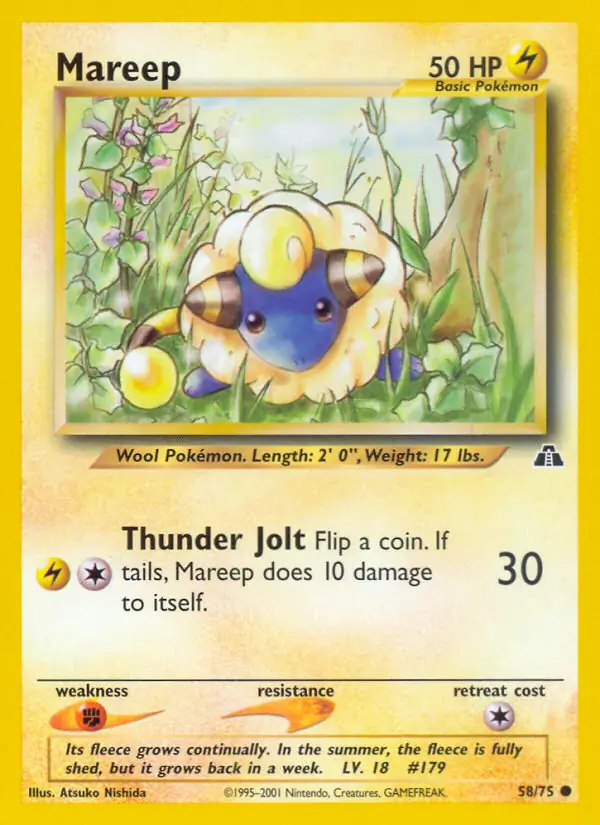 Mareep
50 HP
Basic Pokémon
Wool Pokémon. Length: 2' 0", Weight: 17 lbs.
Thunder Jolt Flip a coin. If
tails, Mareep does 10 damage
to itself.
30
weakness
resistance
retreat cost
Its fleece grows continually. In the summer, the fleece is fully
shed, but it grows back in a week. LV. 18 #179
Illus. Atsuko Nishida
©1995-2001 Nintendo, Creatures, GAMEFREAK.
58/75